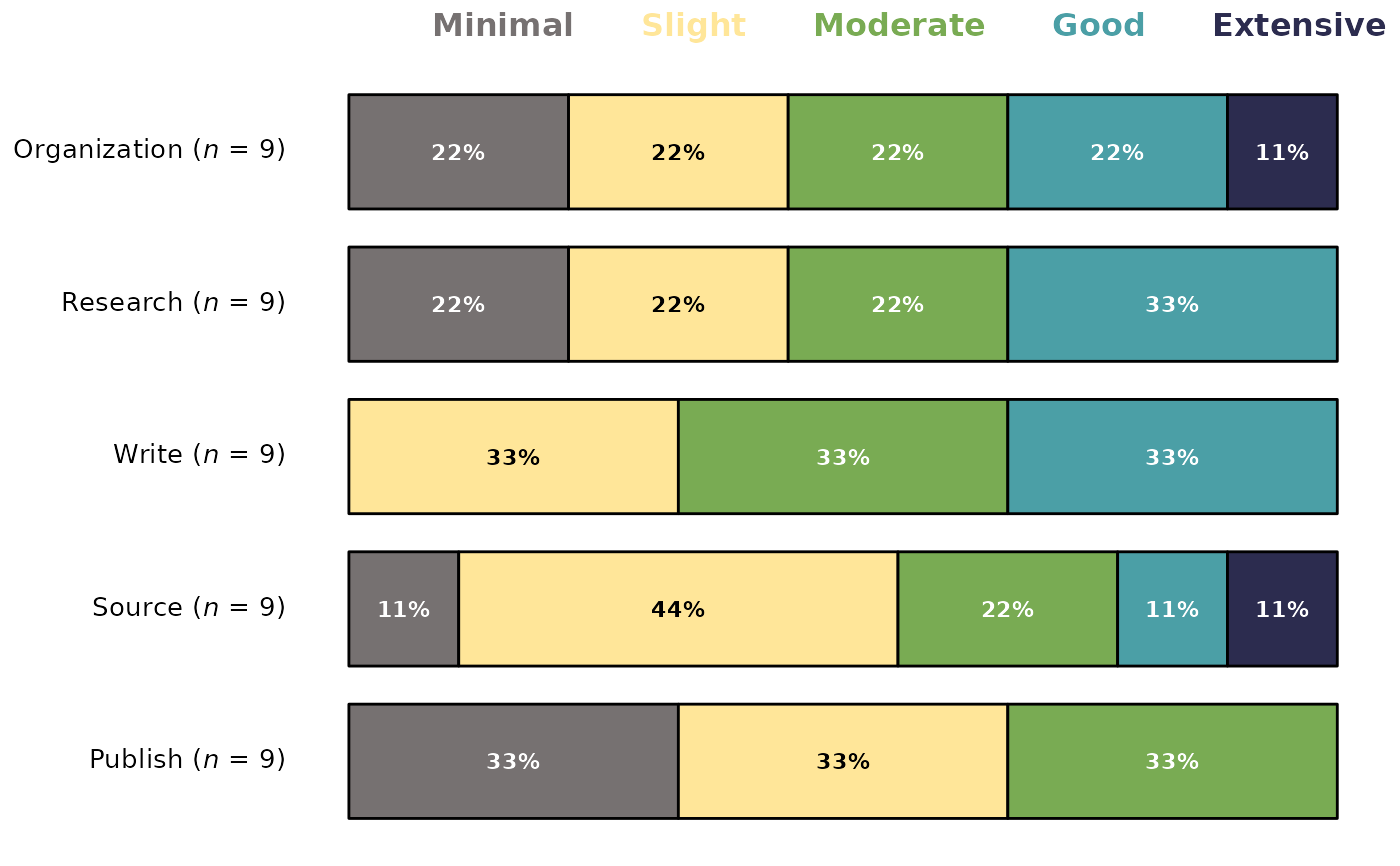 Minimal Slight Moderate Good Extensive
Organization (n = 9) 22% 22% 22% 22% 11%
Research (n = 9) 22% 22% 22% 33%
Write (n = 9) 33% 33% 33%
Source (n = 9) 11% 44% 22% 11% 11%
Publish (n = 9) 33% 33% 33%